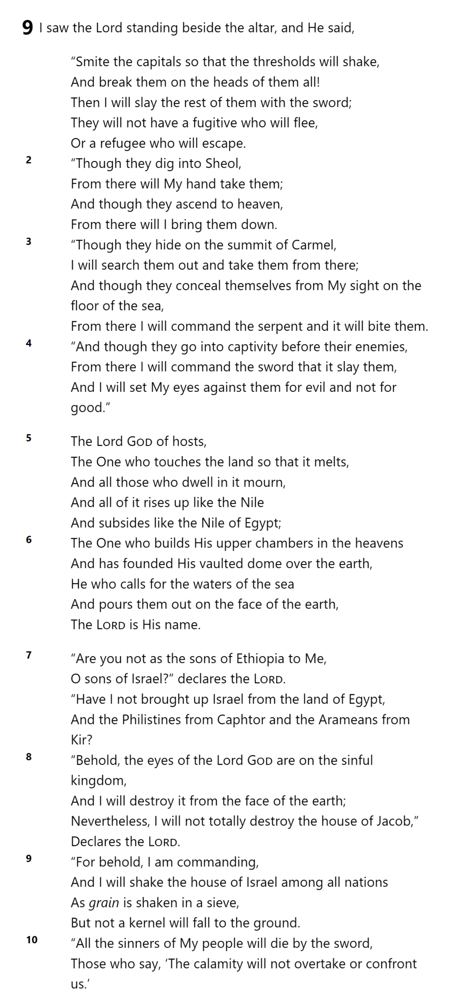 9 I saw the Lord standing beside the altar, and He said,
“Smite the capitals so that the thresholds will shake,
And break them on the heads of them all!
Then I will slay the rest of them with the sword;
They will not have a fugitive who will flee,
Or a refugee who will escape.
2 “Though they dig into Sheol,
From there will My hand take them;
And though they ascend to heaven,
From there will I bring them down.
3 “Though they hide on the summit of Carmel,
I will search them out and take them from there;
And though they conceal themselves from My sight on the
floor of the sea,
From there I will command the serpent and it will bite them.
4 “And though they go into captivity before their enemies,
From there I will command the sword that it slay them,
And I will set My eyes against them for evil and not for
good.”
5 The Lord GOD of hosts,
The One who touches the land so that it melts,
And all those who dwell in it mourn,
And all of it rises up like the Nile
And subsides like the Nile of Egypt;
6 The One who builds His upper chambers in the heavens
And has founded His vaulted dome over the earth,
He who calls for the waters of the sea
And pours them out on the face of the earth,
The LORD is His name.
7 “Are you not as the sons of Ethiopia to Me,
O sons of Israel?” declares the LORD.
“Have I not brought up Israel from the land of Egypt,
And the Philistines from Caphtor and the Arameans from
Kir?
8 “Behold, the eyes of the Lord GOD are on the sinful
kingdom,
And I will destroy it from the face of the earth;
Nevertheless, I will not totally destroy the house of Jacob,”
Declares the LORD.
9 “For behold, I am commanding,
And I will shake the house of Israel among all nations
As grain is shaken in a sieve,
But not a kernel will fall to the ground.
10 “All the sinners of My people will die by the sword,
Those who say, ‘The calamity will not overtake or confront
us.’